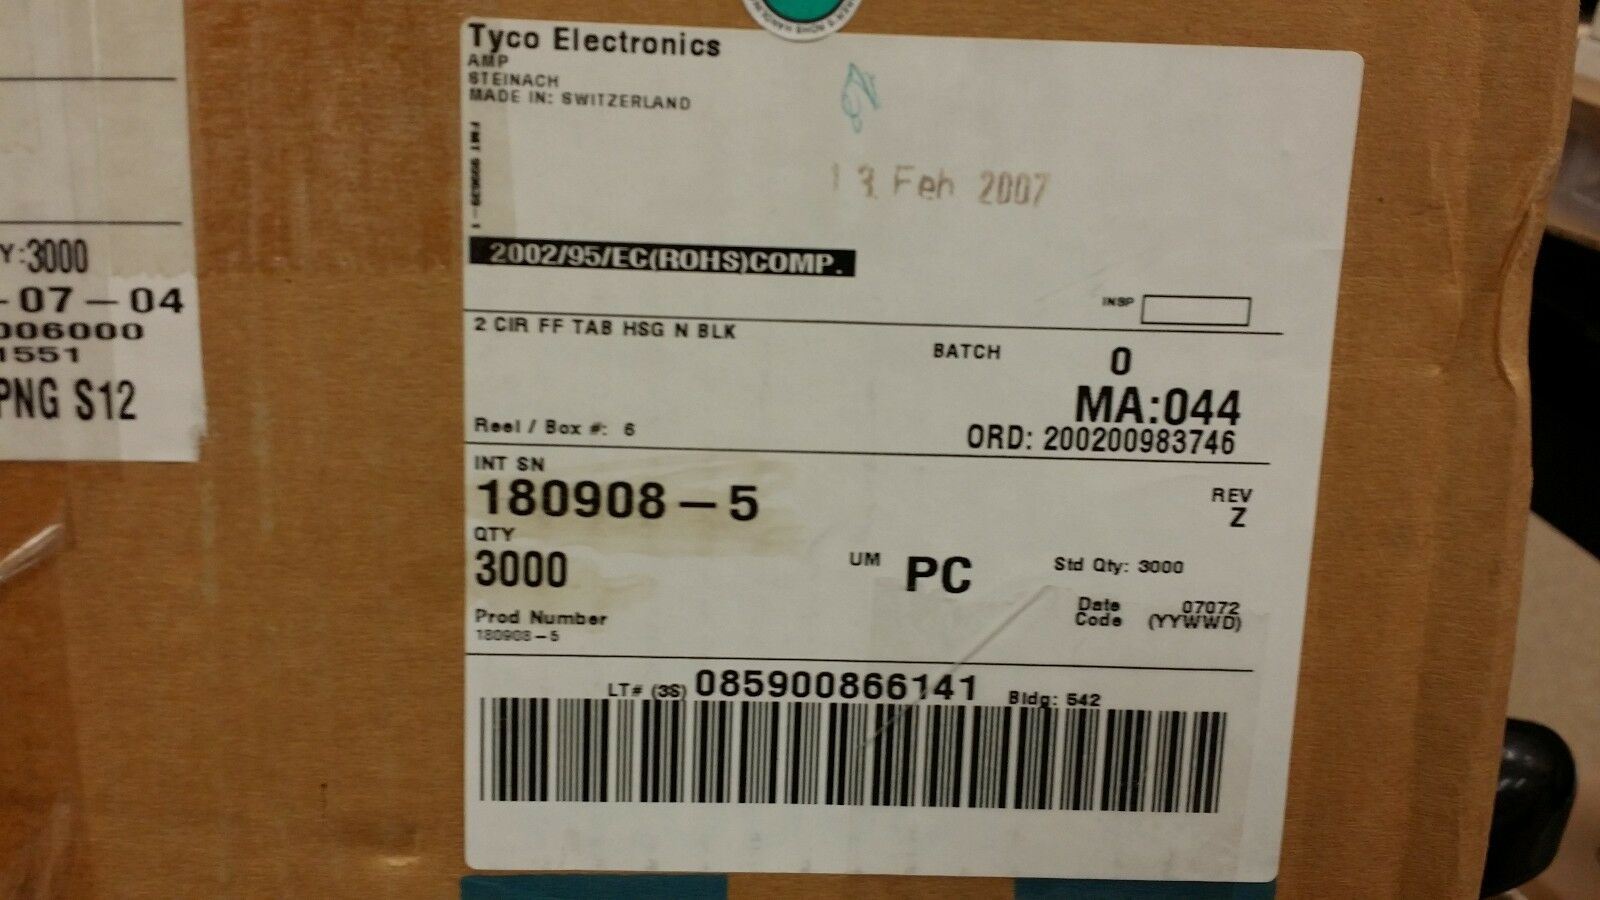 Tyco Electronics
AMP
STEINACH
MADE IN: SWITZERLAND
Feb 2007
2002/95/EC(ROHS)COMP.
INSP
2 CIR FF TAB HSG N BLK
BATCH 0
MA:044
Reel / Box #: 6
ORD: 200200983746
INT SN
180908-5
REV
Z
QTY
3000
UM PC
Std Qty: 3000
Prod Number
180908-5
Date Code 07072 (YYWWD)
LT# (3S) 085900866141 Bldg: 542
Y:3000
-07-04
006000
1551
PNG S12